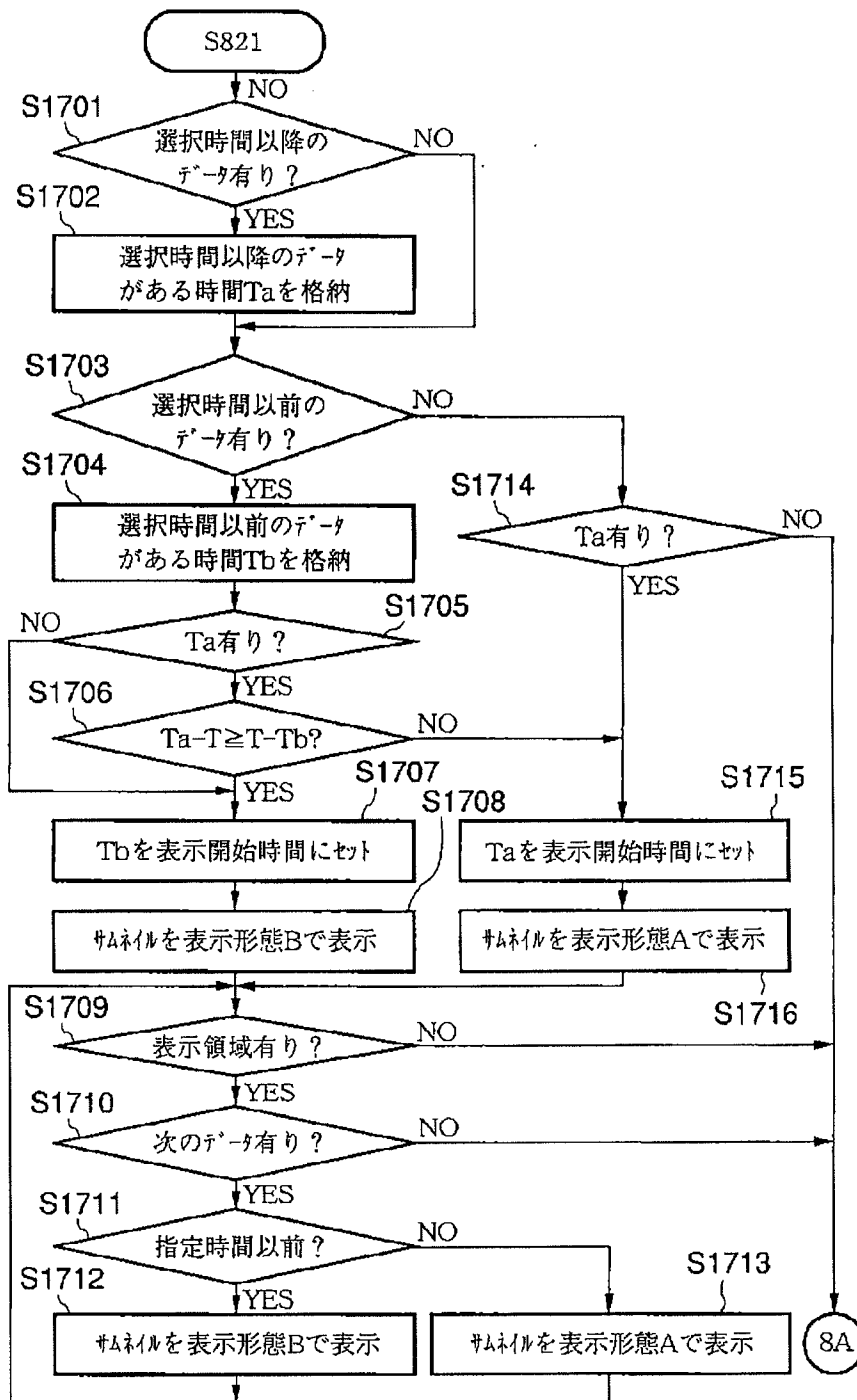 S821
NO
S1701
選択時間以降の
ﾃﾞｰﾀ有り？
NO
S1702
YES
選択時間以降のﾃﾞｰﾀ
がある時間Taを格納
S1703
選択時間以前の
ﾃﾞｰﾀ有り？
NO
S1704
YES
選択時間以前のﾃﾞｰﾀ
がある時間Tbを格納
S1714
Ta有り？
NO
YES
S1705
NO
Ta有り？
YES
S1706
Ta-T≧T-Tb?
NO
YES
S1707
S1708
S1715
Tbを表示開始時間にｾｯﾄ
Taを表示開始時間にｾｯﾄ
ｻﾑﾈｲﾙを表示形態Bで表示
ｻﾑﾈｲﾙを表示形態Aで表示
S1716
S1709
表示領域有り？
NO
YES
S1710
次のﾃﾞｰﾀ有り？
NO
YES
S1711
指定時間以前？
NO
S1712
YES
S1713
ｻﾑﾈｲﾙを表示形態Bで表示
ｻﾑﾈｲﾙを表示形態Aで表示
8A